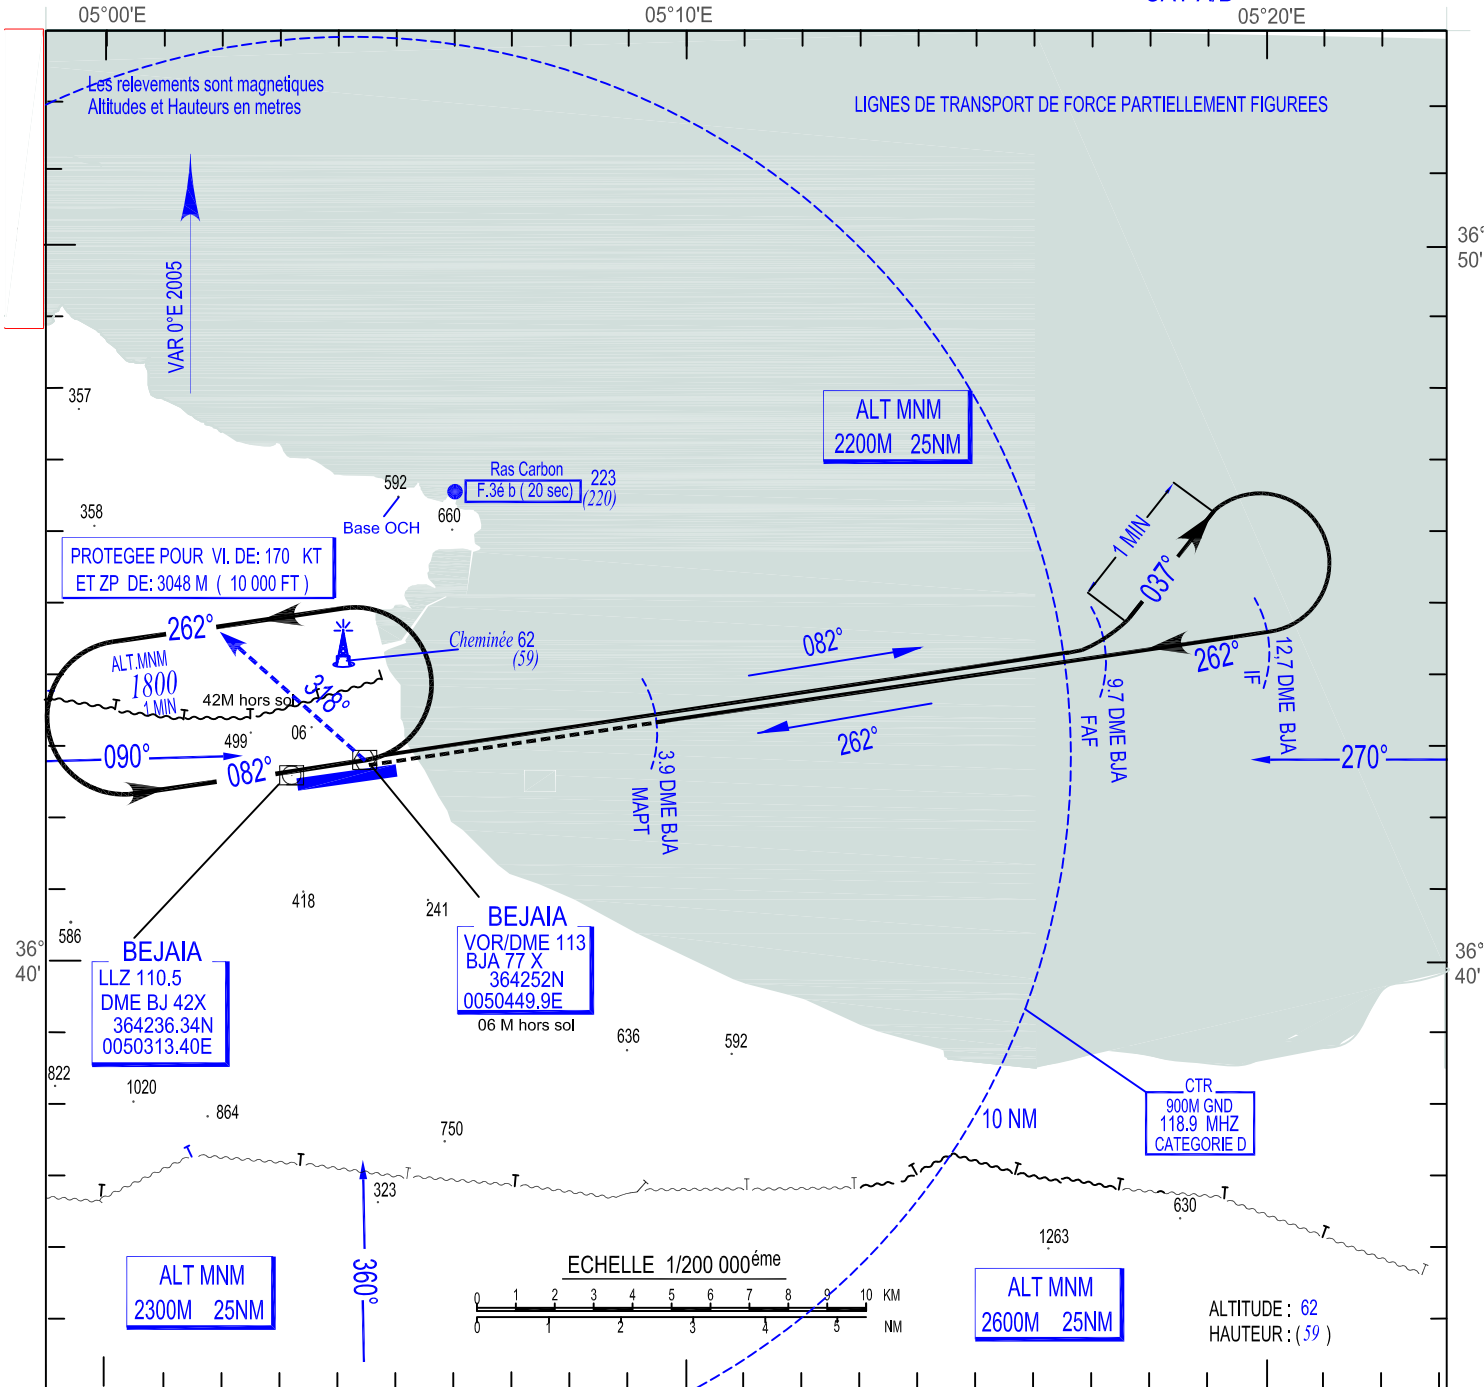 05°00'E
05°10'E
05°20'E
Les relevements sont magnetiques
Altitudes et Hauteurs en metres
LIGNES DE TRANSPORT DE FORCE PARTIELLEMENT FIGUREES
VAR 0°E 2005
36°
50'
357
ALT MNM
2200M 25NM
358
592
Base OCH
Ras Carbon
F.3é b ( 20 sec)
223
(220)
660
PROTEGEE POUR VI. DE: 170 KT
ET ZP DE: 3048 M ( 10 000 FT )
1 MIN
037°
262°
ALT.MNM
1800
1 MIN
42M hors sol
318°
Cheminée 62
(59)
082°
262°
262°
12,7 DME BJA
IF
9.7 DME BJA
FAF
3.9 DME BJA
MAPT
499
06
090°
082°
270°
418
241
586
36°
40'
36°
40'
BEJAIA
LLZ 110.5
DME BJ 42X
364236.34N
0050313.40E
BEJAIA
VOR/DME 113
BJA 77 X
364252N
0050449.9E
06 M hors sol
636
592
822
1020
864
750
10 NM
CTR
900M GND
118.9 MHZ
CATEGORIE D
323
630
1263
360°
ALT MNM
2300M 25NM
ECHELLE 1/200 000éme
0 1 2 3 4 5 6 7 8 9 10 KM
0 1 2 3 4 5 NM
ALT MNM
2600M 25NM
ALTITUDE : 62
HAUTEUR : ( 59 )